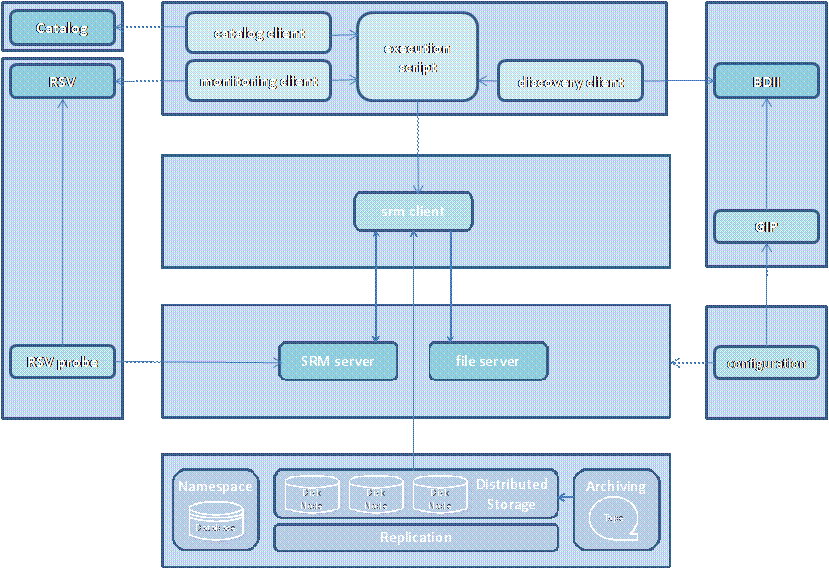 Catalog
catalog client
execution
script
RSV
monitoring client
discovery client
BDII
srm client
GIP
RSV probe
SRM server
file server
configuration
Namespace
Database
Disk
Node
Disk
Node
Disk
Node
Distributed
Storage
Archiving
Tape
Replication